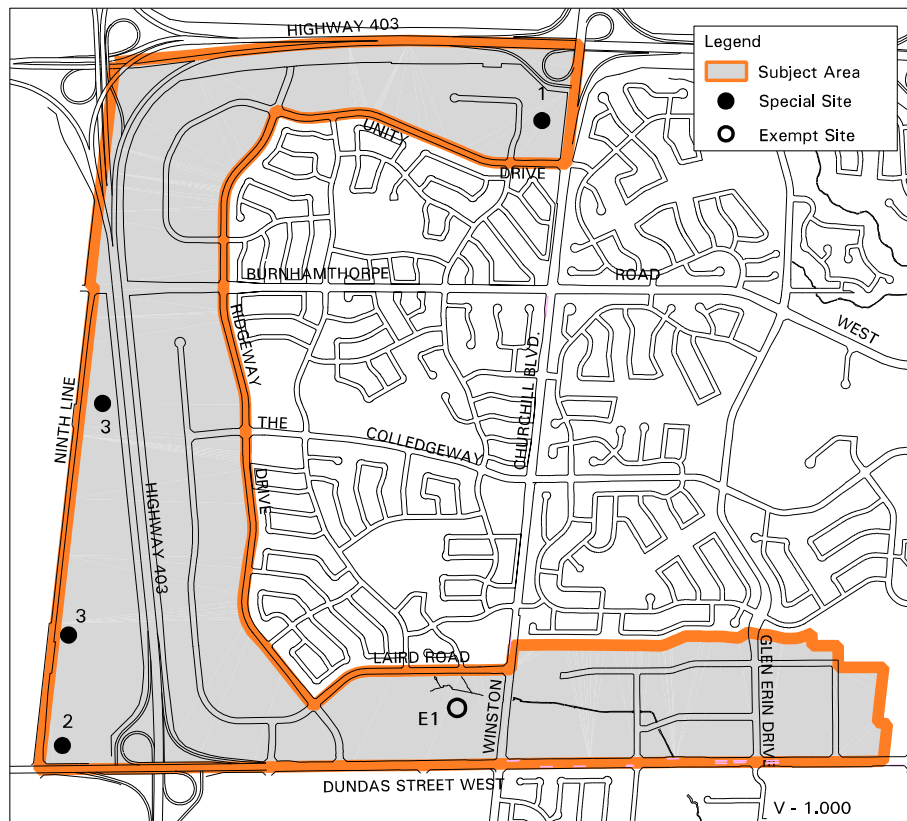 HIGHWAY 403
Legend
Subject Area
Special Site
Exempt Site
1
UNITY
DRIVE
BURNHAMTHORPE
ROAD
WEST
RIDGEWAY
CHURCHILL BLVD.
NINTH LINE
3
THE
COLLEDGEWAY
DRIVE
HIGHWAY 403
3
LAIRD ROAD
GLEN ERIN DRIVE
E1
WINSTON
2
DUNDAS STREET WEST
V - 1.000